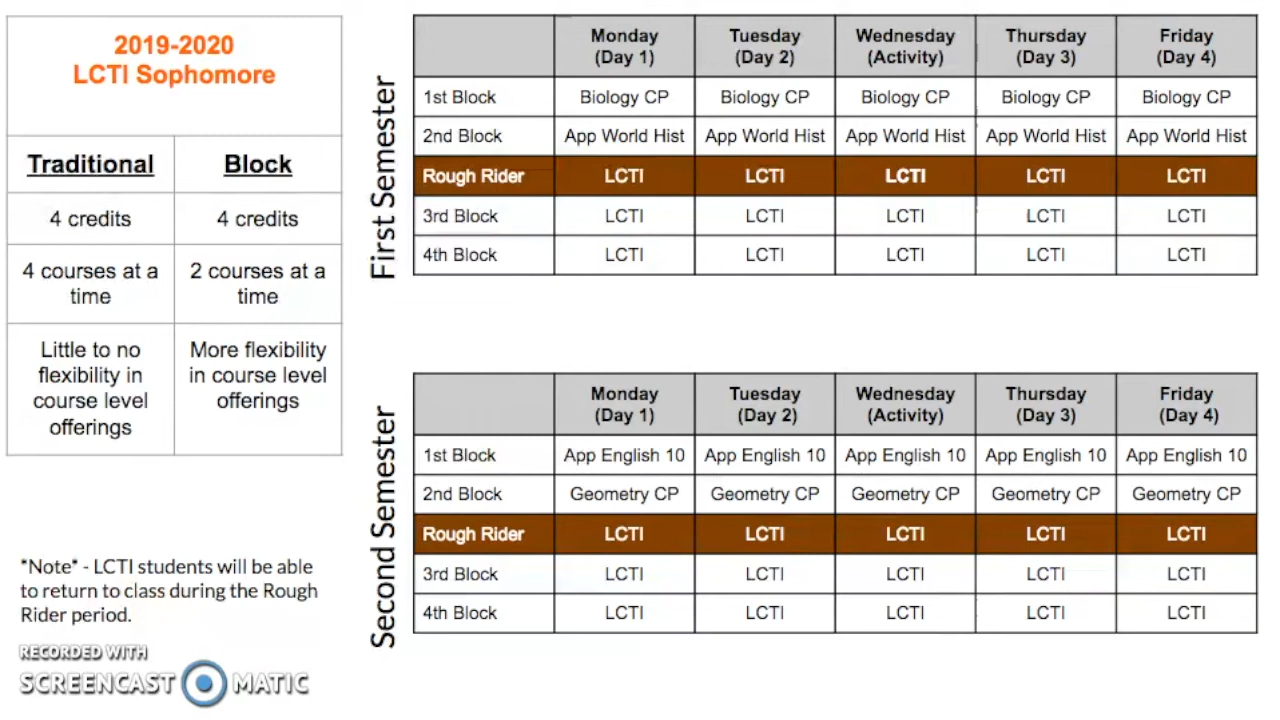 2019-2020
LCTI Sophomore
Traditional Block
4 credits 4 credits
4 courses at a time 2 courses at a time
Little to no flexibility in course level offerings More flexibility in course level offerings
*Note* - LCTI students will be able
to return to class during the Rough
Rider period.
RECORDED WITH
SCREENCAST MATIC
First Semester
Monday (Day 1) Tuesday (Day 2) Wednesday (Activity) Thursday (Day 3) Friday (Day 4)
1st Block Biology CP Biology CP Biology CP Biology CP Biology CP
2nd Block App World Hist App World Hist App World Hist App World Hist App World Hist
Rough Rider LCTI LCTI LCTI LCTI LCTI
3rd Block LCTI LCTI LCTI LCTI LCTI
4th Block LCTI LCTI LCTI LCTI LCTI
Second Semester
Monday (Day 1) Tuesday (Day 2) Wednesday (Activity) Thursday (Day 3) Friday (Day 4)
1st Block App English 10 App English 10 App English 10 App English 10 App English 10
2nd Block Geometry CP Geometry CP Geometry CP Geometry CP Geometry CP
Rough Rider LCTI LCTI LCTI LCTI LCTI
3rd Block LCTI LCTI LCTI LCTI LCTI
4th Block LCTI LCTI LCTI LCTI LCTI